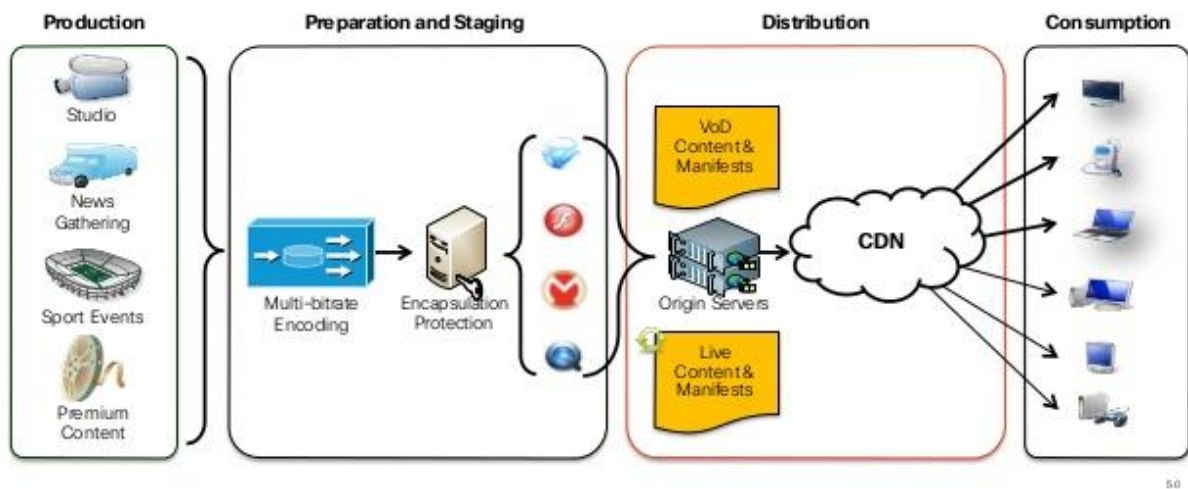 Production
Preparation and Staging
Distribution
Consumption
Studio
News
Gathering
Sport Events
Premium
Content
Multi-bitrate
Encoding
Encapsulation
Protection
VoD
Content &
Manifests
Origin Servers
Live
Content &
Manifests
CDN